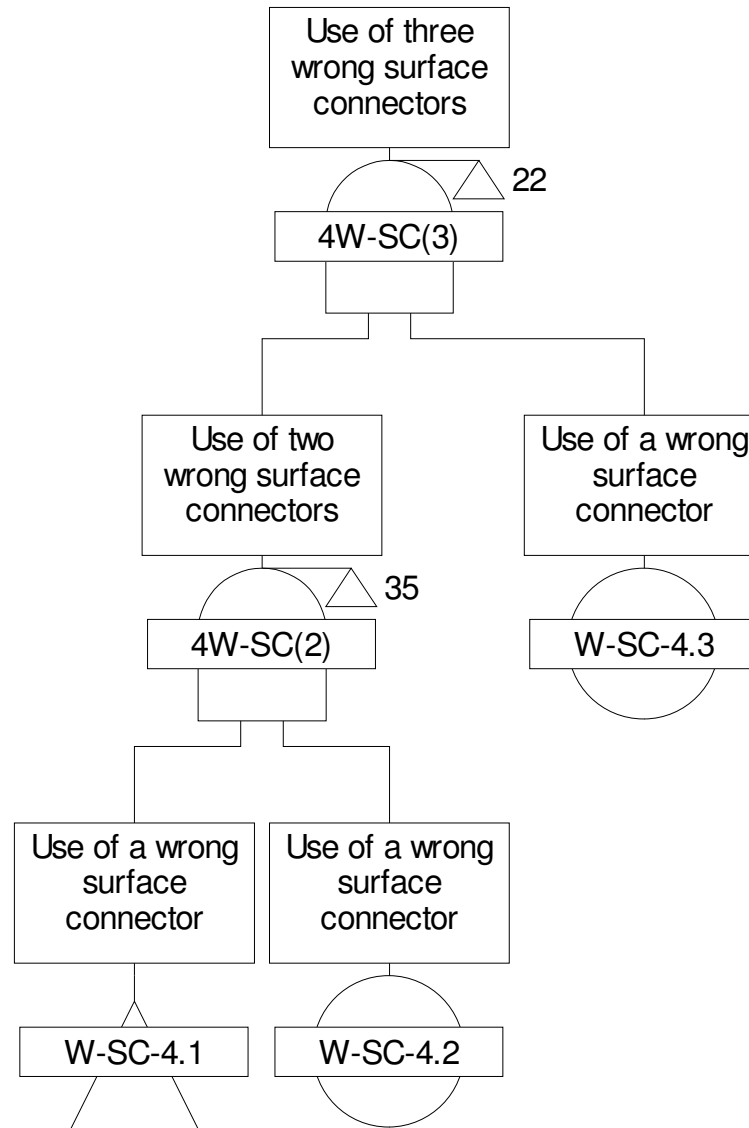 Use of three
wrong surface
connectors
22
4W-SC(3)
Use of two
wrong surface
connectors
Use of a wrong
surface
connector
35
4W-SC(2)
W-SC-4.3
Use of a wrong
surface
connector
Use of a wrong
surface
connector
W-SC-4.1
W-SC-4.2